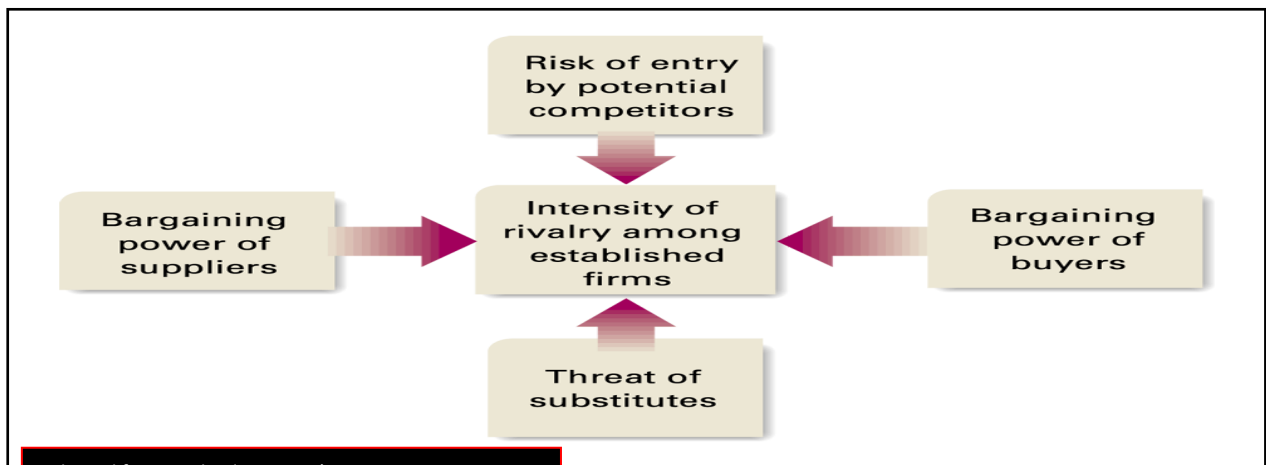 Risk of entry
by potential
competitors
Bargaining
power of
suppliers
Intensity of
rivalry among
established
firms
Bargaining
power of
buyers
Threat of
substitutes